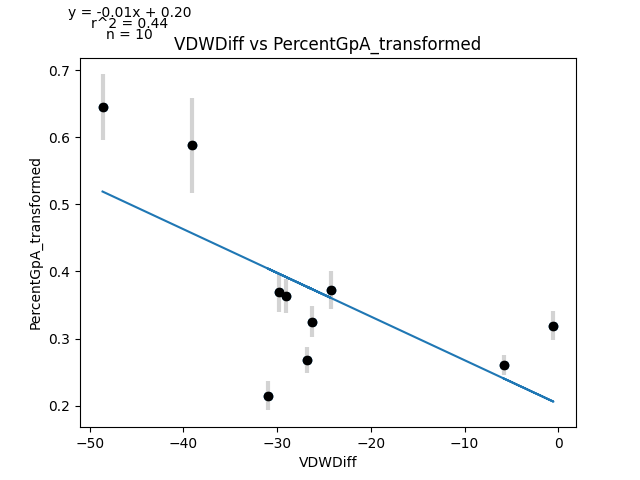 y = -0.01x + 0.20
r^2 = 0.44
n = 10
VDWDiff vs PercentGpA_transformed
0.7
0.6
0.5
0.4
0.3
0.2
PercentGpA_transformed
−50
−40
−30
−20
−10
0
VDWDiff